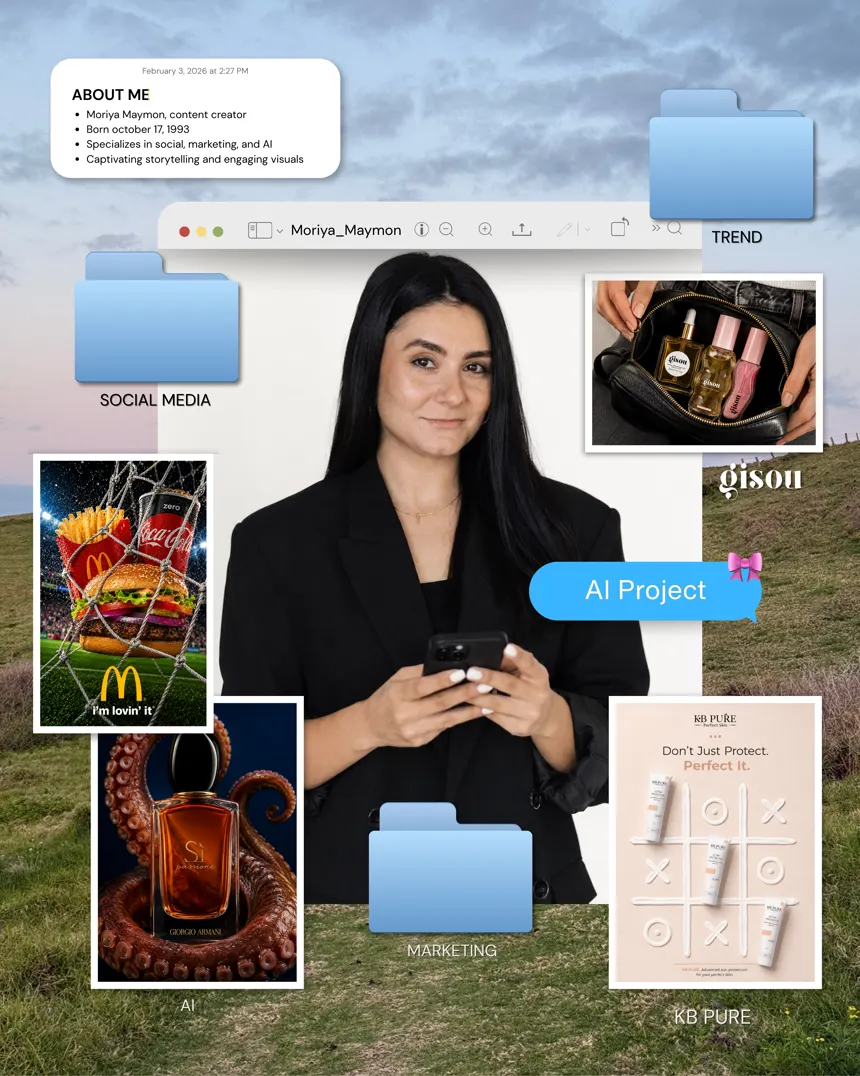 February 3, 2026 at 2:27 PM
ABOUT ME
• Moriya Maymon, content creator
• Born october 17, 1993
• Specializes in social, marketing, and AI
• Captivating storytelling and engaging visuals
TREND
Moriya_Maymon
SOCIAL MEDIA
gisou
gisou
gisou
gisou
zero
Coca-Cola
i'm lovin' it
AI Project
KB PURE
Perfect Skin
Don't Just Protect.
Perfect It.
Sì
passione
GIORGIO ARMANI
MARKETING
AI
KB PURE